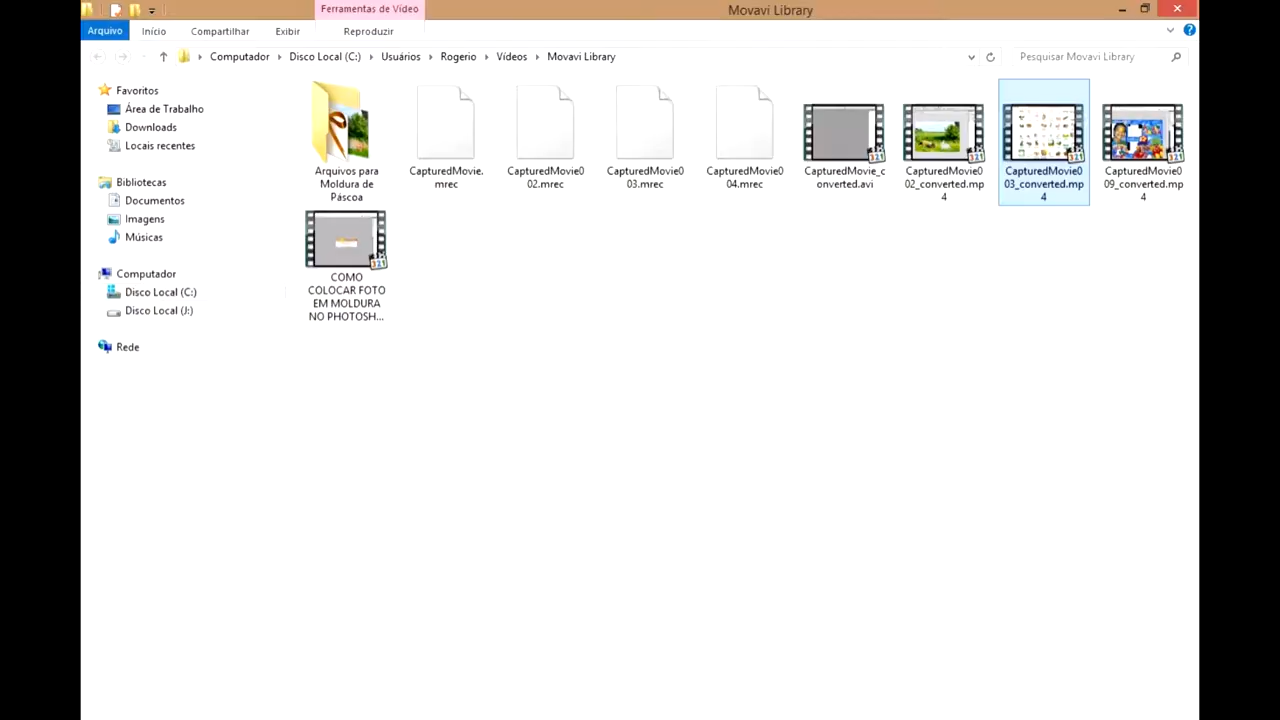 Ferramentas de Vídeo
Movavi Library
Arquivo
Início
Compartilhar
Exibir
Reproduzir
Computador
Disco Local (C:)
Usuários
Rogerio
Vídeos
Movavi Library
Pesquisar Movavi Library
Favoritos
Área de Trabalho
Downloads
Locais recentes
Bibliotecas
Documentos
Imagens
Músicas
Computador
Disco Local (C:)
Disco Local (J:)
Rede
Arquivos para
Moldura de
Páscoa
CapturedMovie.
mrec
CapturedMovie0
02.mrec
CapturedMovie0
03.mrec
CapturedMovie0
04.mrec
CapturedMovie_c
onverted.avi
CapturedMovie0
02_converted.mp
4
CapturedMovie0
03_converted.mp
4
CapturedMovie0
09_converted.mp
4
COMO
COLOCAR FOTO
EM MOLDURA
NO PHOTOSH...